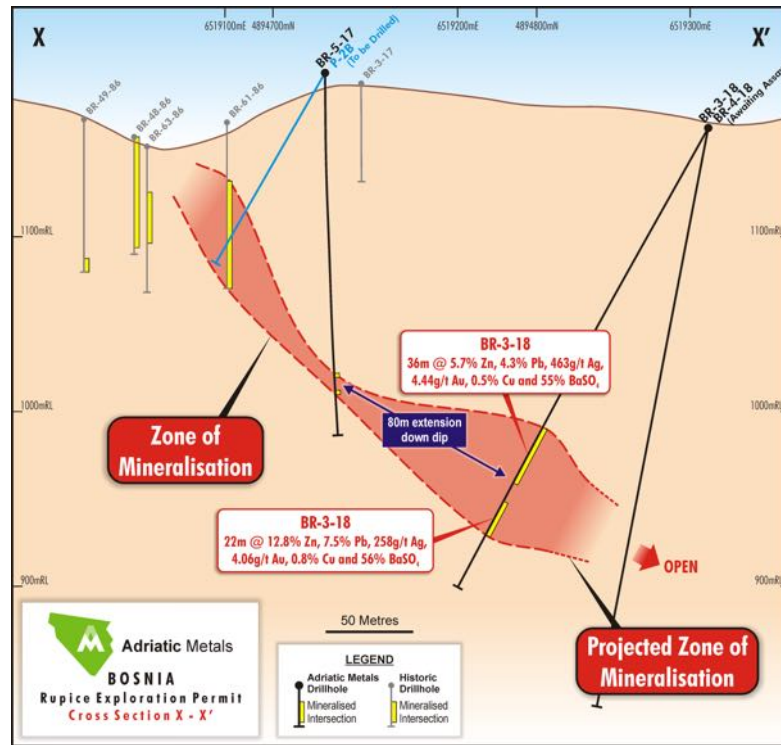 X
6519100mE
4894700mN
6519200mE
4894800mN
6519300mE
X'
BR-49-86
BR-48-86
BR-63-86
BR-61-86
BR-5-17
P-2B
(To be Drilled)
BR-3-17
BR-3-18
BR-4-18
(Awaiting Assay
1100mRL
1100mRL
BR-3-18
36m @ 5.7% Zn, 4.3% Pb, 463g/t Ag,
4.44g/t Au, 0.5% Cu and 55% BaSO₄
1000mRL
1000mRL
Zone of
Mineralisation
80m extension
down dip
BR-3-18
22m @ 12.8% Zn, 7.5% Pb, 258g/t Ag,
4.06g/t Au, 0.8% Cu and 56% BaSO₄
OPEN
900mRL
900mRL
50 Metres
Projected Zone of
Mineralisation
Adriatic Metals
BOSNIA
Rupice Exploration Permit
Cross Section X - X'
LEGEND
Adriatic Metals
Drillhole
Mineralised
Intersection
Historic
Drillhole
Mineralised
Intersection